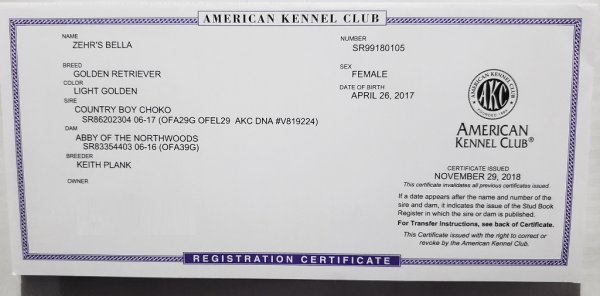 AMERICAN KENNEL CLUB
NAME
ZEHR'S BELLA
NUMBER
SR99180105
BREED
GOLDEN RETRIEVER
SEX
FEMALE
COLOR
LIGHT GOLDEN
DATE OF BIRTH
APRIL 26, 2017
SIRE
COUNTRY BOY CHOKO
SR86202304 06-17 (OFA29G OFEL29 AKC DNA #V819224)
DAM
ABBY OF THE NORTHWOODS
SR83354403 06-16 (OFA39G)
BREEDER
KEITH PLANK
OWNER
AMERICAN KENNEL CLUB
AKC
FOUNDED 1884
AMERICAN
KENNEL CLUB®
CERTIFICATE ISSUED
NOVEMBER 29, 2018
This certificate invalidates all previous certificates issued.
If a date appears after the name and number of the
sire and dam, it indicates the issue of the Stud Book
Register in which the sire or dam is published.
For Transfer Instructions, see back of Certificate.
This Certificate issued with the right to correct or
revoke by the American Kennel Club.
REGISTRATION CERTIFICATE